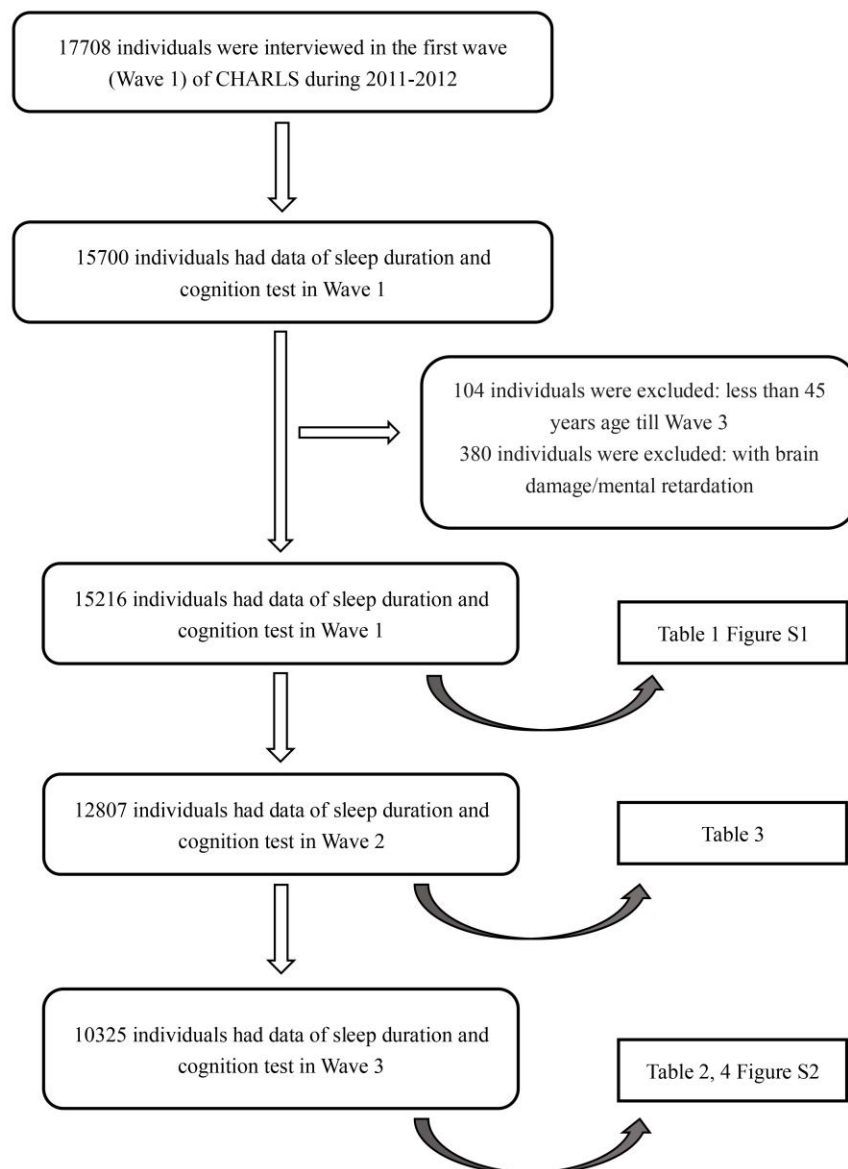 17708 individuals were interviewed in the first wave
(Wave 1) of CHARLS during 2011-2012
15700 individuals had data of sleep duration and
cognition test in Wave 1
104 individuals were excluded: less than 45
years age till Wave 3
380 individuals were excluded: with brain
damage/mental retardation
15216 individuals had data of sleep duration and
cognition test in Wave 1
Table 1 Figure S1
12807 individuals had data of sleep duration and
cognition test in Wave 2
Table 3
10325 individuals had data of sleep duration and
cognition test in Wave 3
Table 2, 4 Figure S2